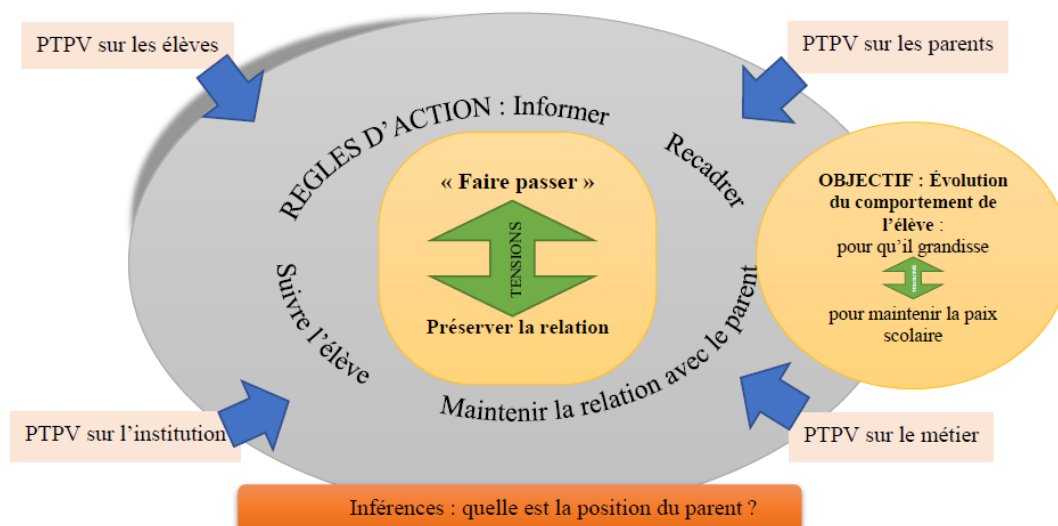 PTPV sur les élèves
PTPV sur les parents
REGLES D’ACTION : Informer
Recadrer
« Faire passer »
TENSIONS
Préserver la relation
OBJECTIF : Évolution
du comportement de
l’élève :
pour qu’il grandisse
pour maintenir la paix
scolaire
Suivre l’élève
Maintenir la relation avec le parent
PTPV sur l’institution
PTPV sur le métier
Inférences : quelle est la position du parent ?